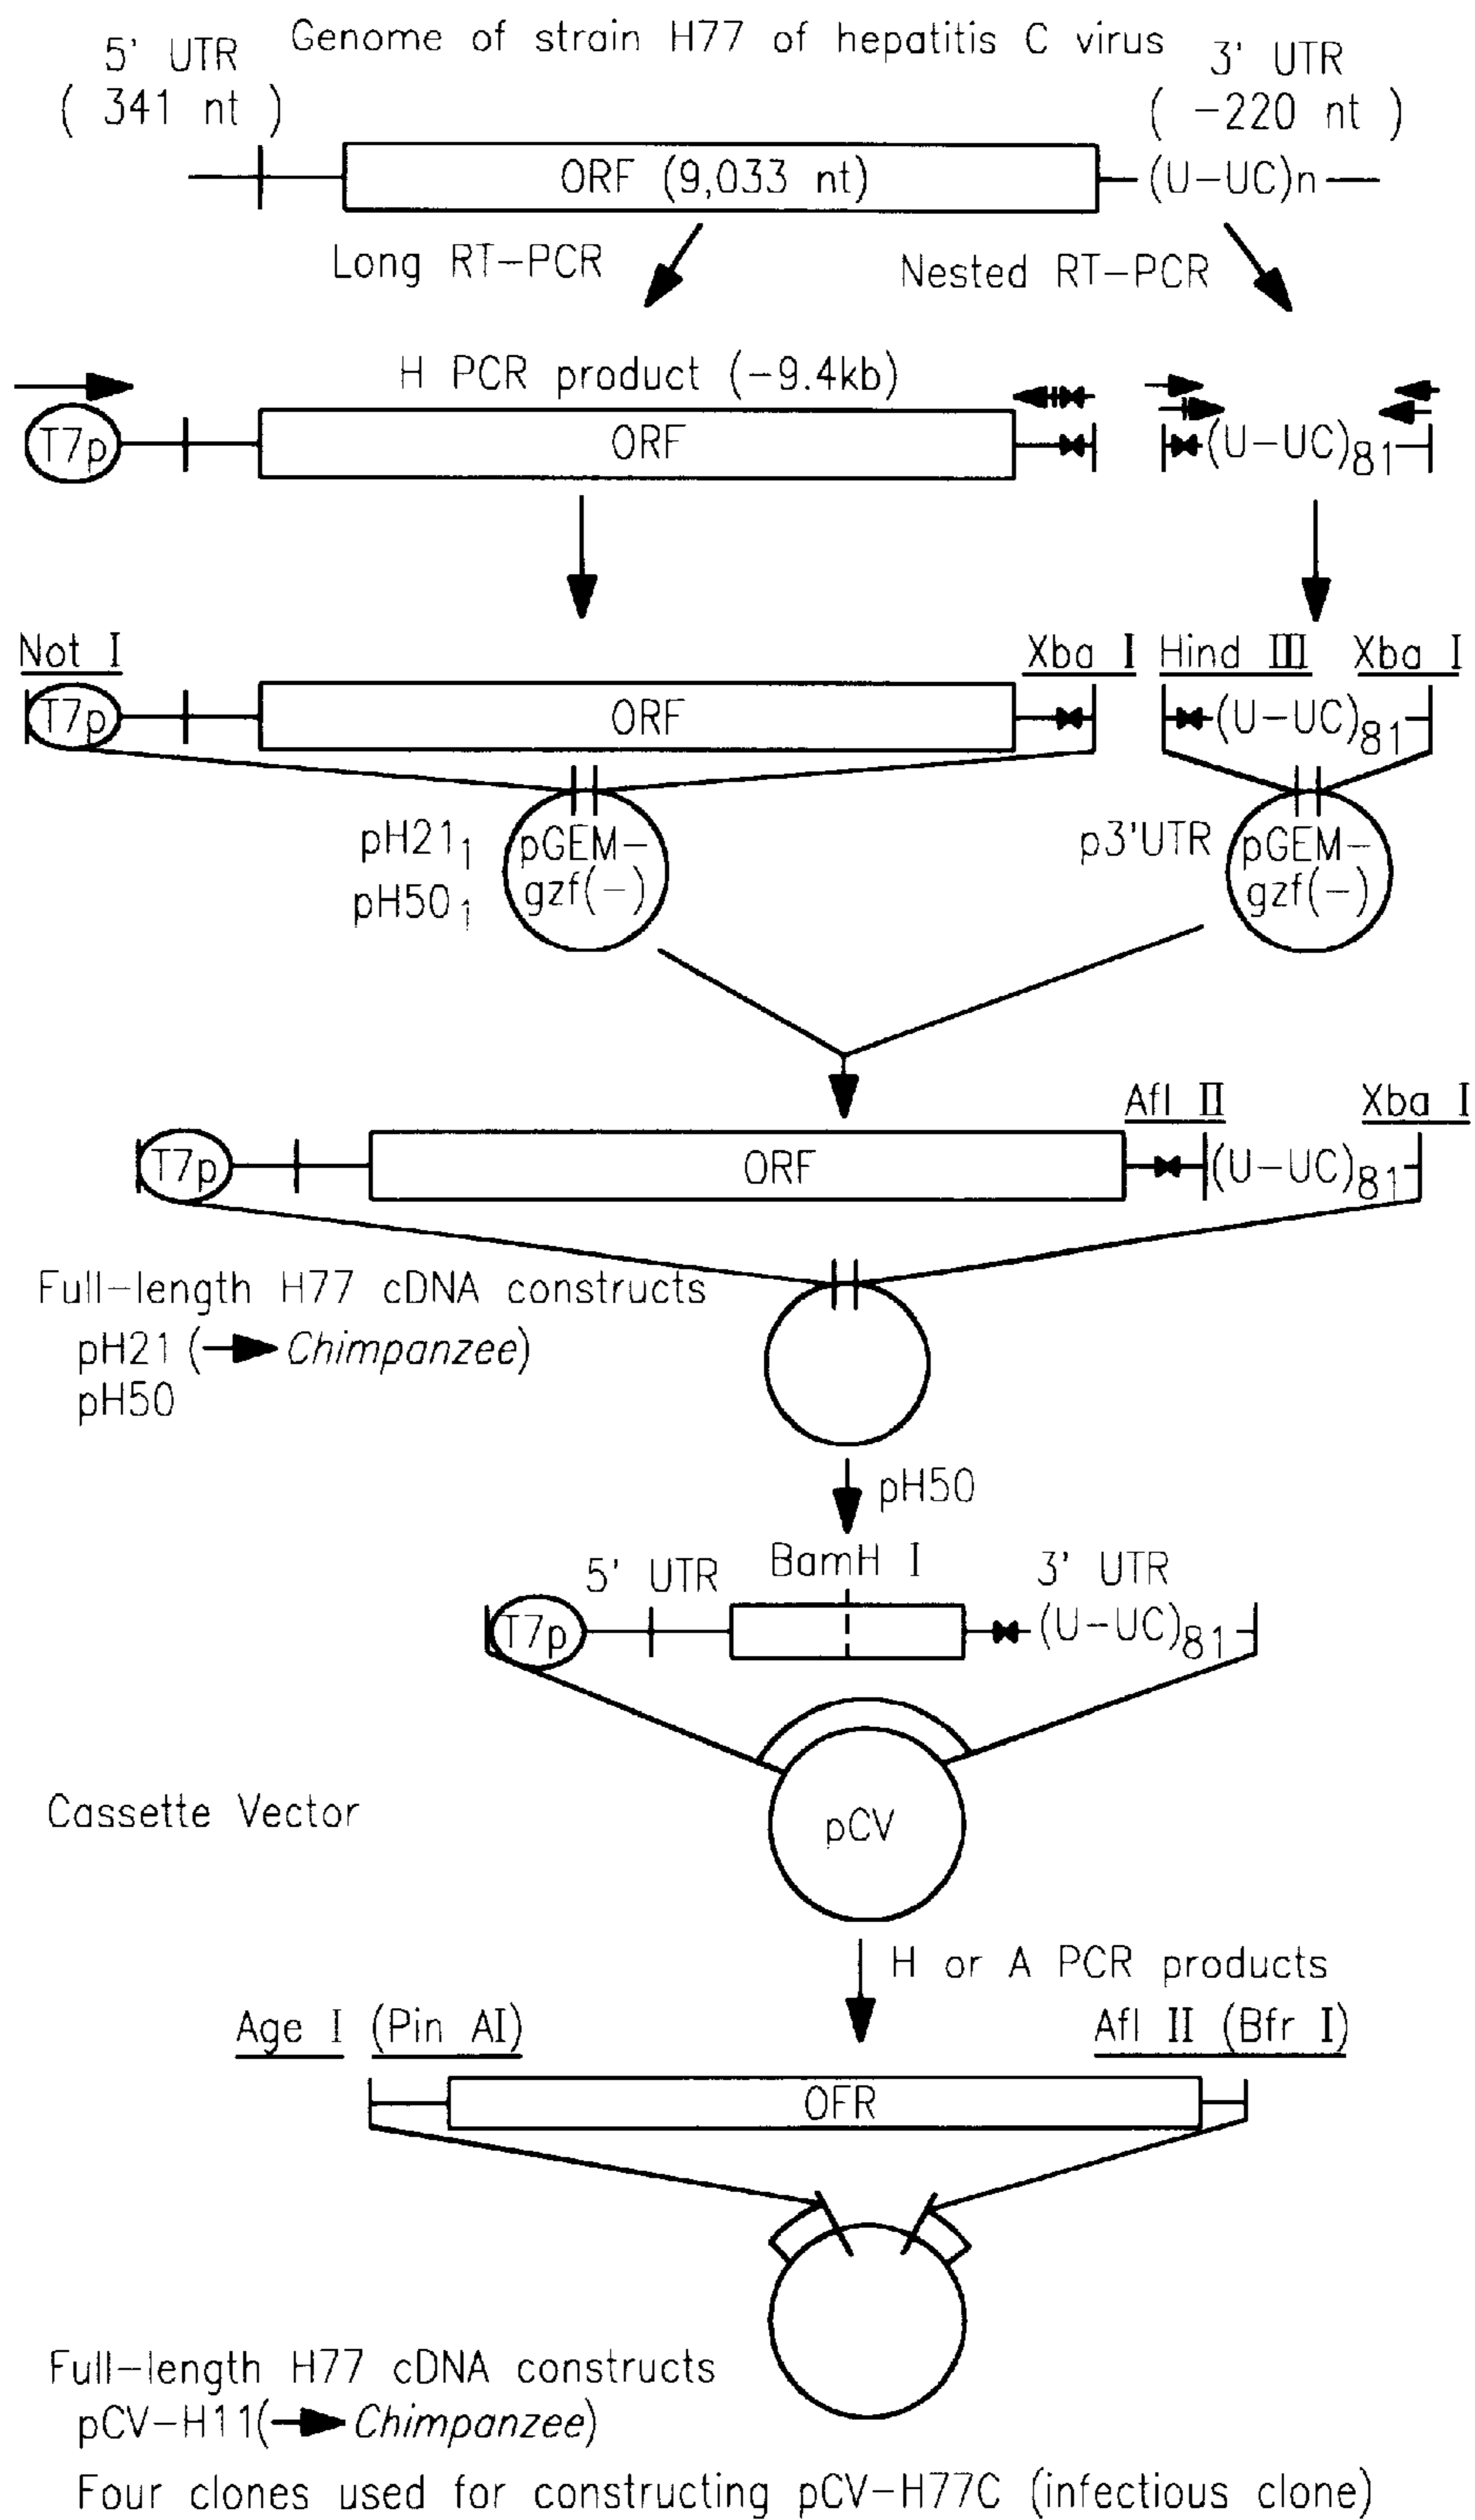 Genome of strain H77 of hepatitis C virus
5' UTR
( 341 nt )
3' UTR
( -220 nt )
ORF (9,033 nt)
(U-UC)n
Long RT-PCR
Nested RT-PCR
H PCR product (-9.4kb)
T7p
ORF
(U-UC)81
Not I
Xba I
Hind III
Xba I
T7p
ORF
(U-UC)81
pH211
pH501
pGEM-
gzf(-)
p3'UTR
pGEM-
gzf(-)
Afl II
Xba I
T7p
ORF
(U-UC)81
Full-length H77 cDNA constructs
pH21 (→ Chimpanzee)
pH50
pH50
5' UTR
BamH I
3' UTR
T7p
(U-UC)81
Cassette Vector
pCV
H or A PCR products
Age I (Pin AI)
Afl II (Bfr I)
OFR
Full-length H77 cDNA constructs
pCV-H11(→ Chimpanzee)
Four clones used for constructing pCV-H77C (infectious clone)